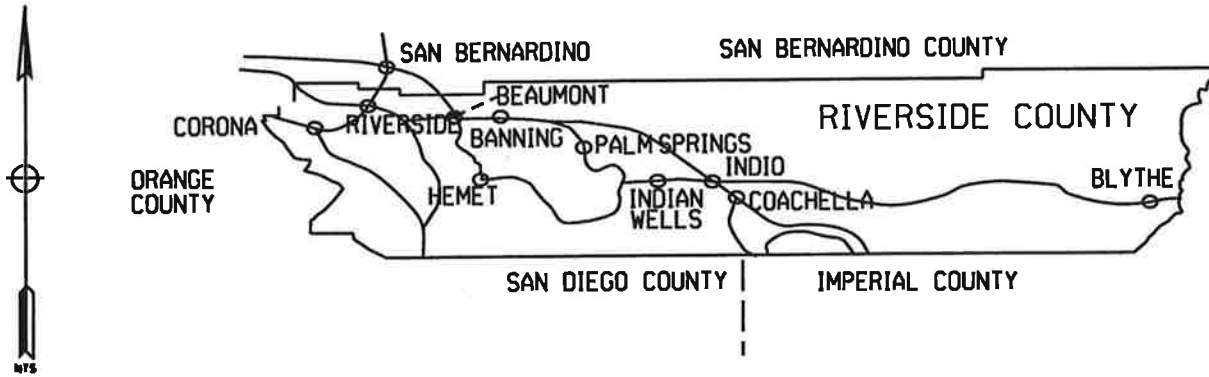 SAN BERNARDINO
SAN BERNARDINO COUNTY
BEAUMONT
RIVERSIDE COUNTY
CORONA
RIVERSIDE
BANNING
PALM SPRINGS
INDIO
ORANGE
COUNTY
HEMET
INDIAN
WELLS
COACHELLA
BLYTHE
SAN DIEGO COUNTY
IMPERIAL COUNTY
NTS